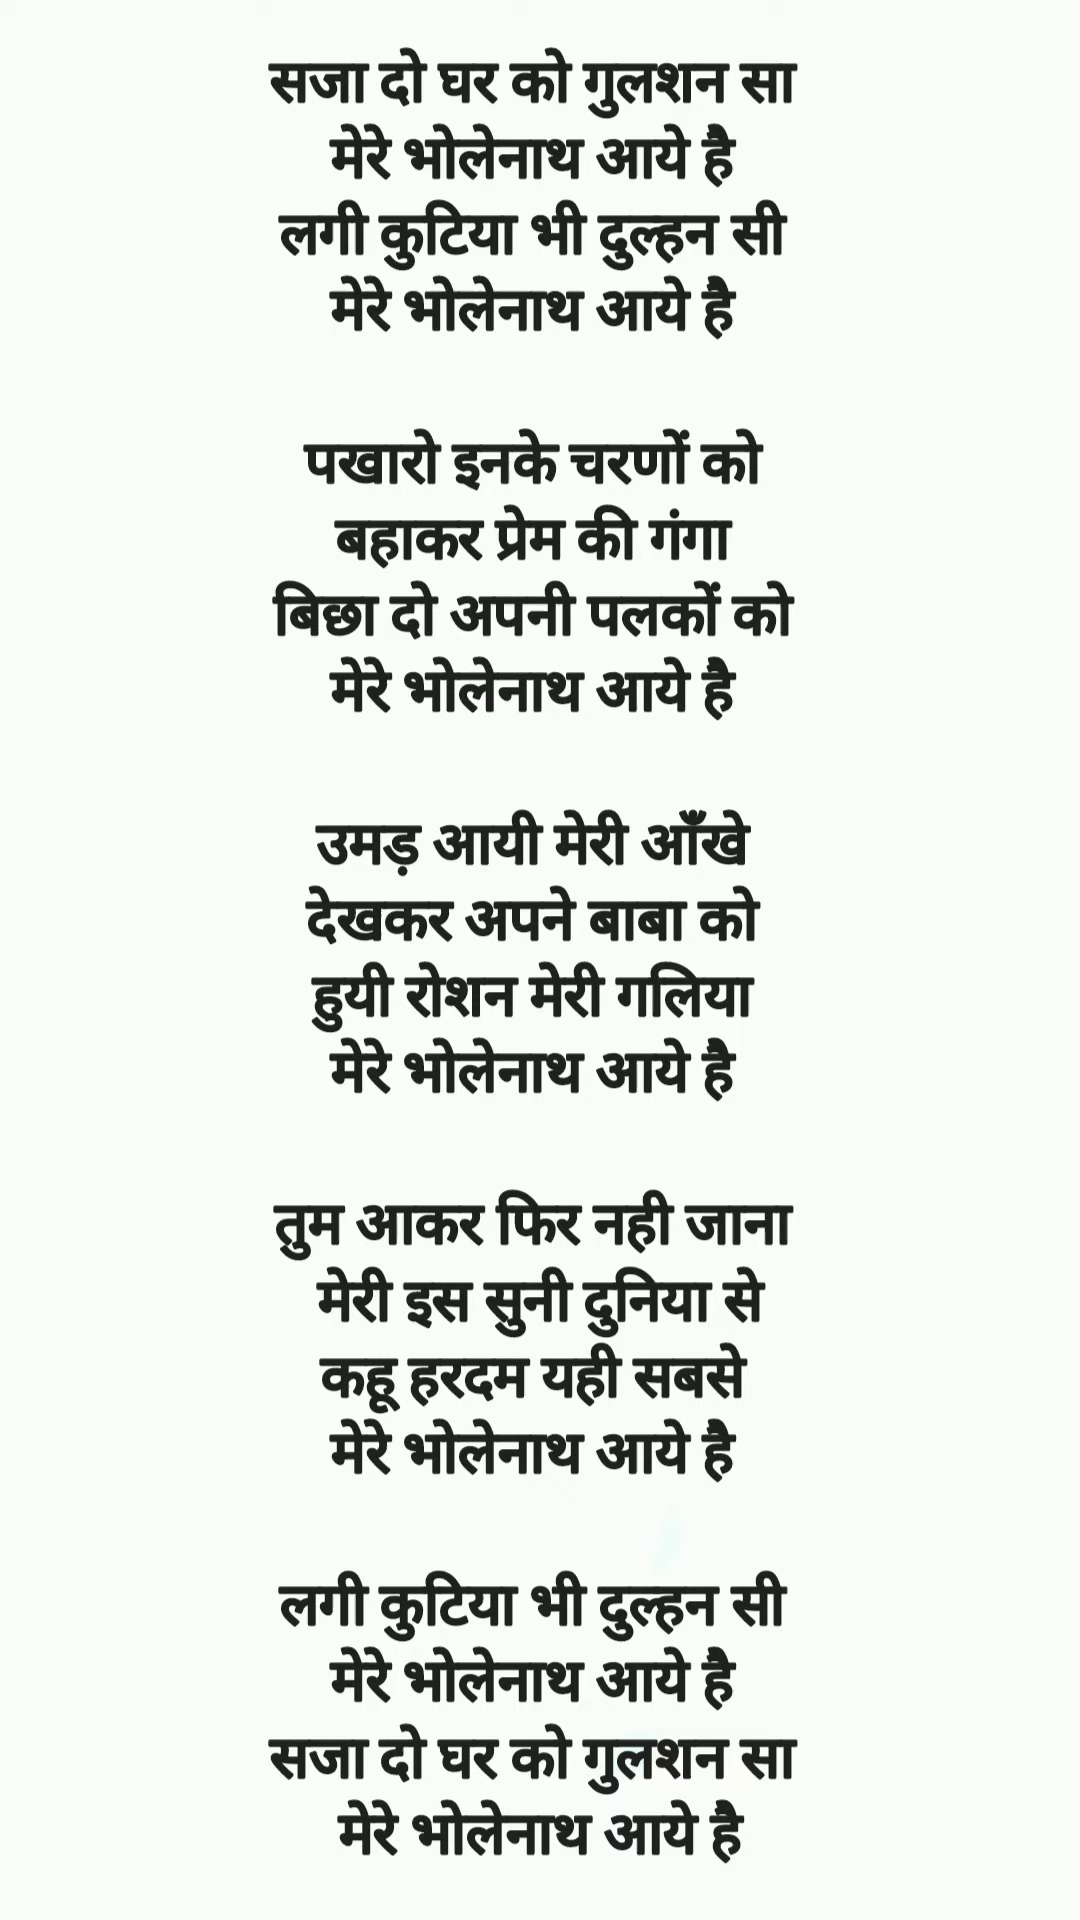 सजा दो घर को गुलशन सा
मेरे भोलेनाथ आये है
लगी कुटिया भी दुल्हन सी
मेरे भोलेनाथ आये है
पखारो इनके चरणों को
बहाकर प्रेम की गंगा
बिछा दो अपनी पलकों को
मेरे भोलेनाथ आये है
उमड़ आयी मेरी आँखे
देखकर अपने बाबा को
हुयी रोशन मेरी गलिया
मेरे भोलेनाथ आये है
तुम आकर फिर नही जाना
मेरी इस सुनी दुनिया से
कहू हरदम यही सबसे
मेरे भोलेनाथ आये है
लगी कुटिया भी दुल्हन सी
मेरे भोलेनाथ आये है
सजा दो घर को गुलशन सा
मेरे भोलेनाथ आये है